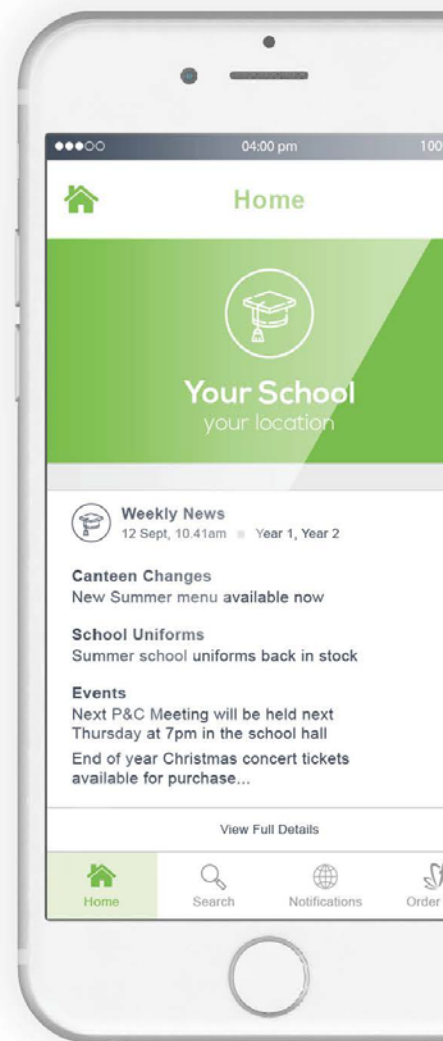 04:00 pm
100
Home
Your School
your location
Weekly News
12 Sept, 10.41am Year 1, Year 2
Canteen Changes
New Summer menu available now
School Uniforms
Summer school uniforms back in stock
Events
Next P&C Meeting will be held next
Thursday at 7pm in the school hall
End of year Christmas concert tickets
available for purchase...
View Full Details
Home Search Notifications Order